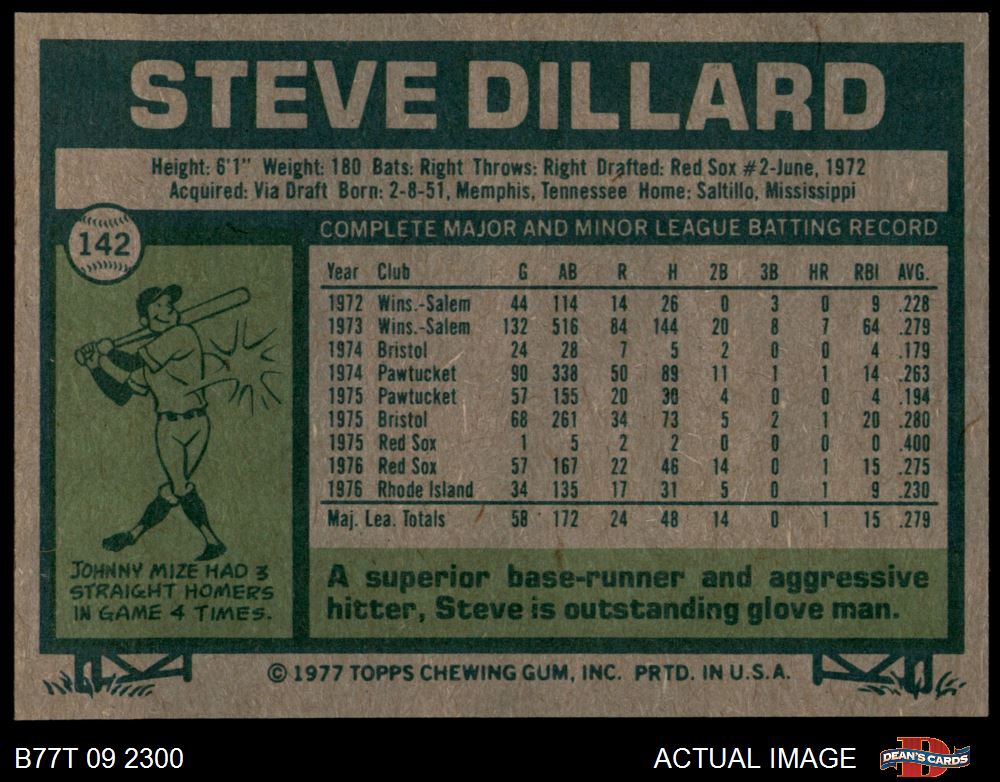 STEVE DILLARD
Height: 6'1" Weight: 180 Bats: Right Throws: Right Drafted: Red Sox #2-June, 1972
Acquired: Via Draft Born: 2-8-51, Memphis, Tennessee Home: Saltillo, Mississippi
142
COMPLETE MAJOR AND MINOR LEAGUE BATTING RECORD
Year Club G AB R H 2B 3B HR RBI AVG.
1972 Wins.-Salem 44 114 14 26 0 3 0 9 .228
1973 Wins.-Salem 132 516 84 144 20 8 7 64 .279
1974 Bristol 24 28 7 5 2 0 0 4 .179
1974 Pawtucket 90 338 50 89 11 1 1 14 .263
1975 Pawtucket 57 155 20 30 4 0 0 4 .194
1975 Bristol 68 261 34 73 5 2 1 20 .280
1975 Red Sox 1 5 2 2 0 0 0 0 .400
1976 Red Sox 57 167 22 46 14 0 1 15 .275
1976 Rhode Island 34 135 17 31 5 0 1 9 .230
Maj. Lea. Totals 58 172 24 48 14 0 1 15 .279
JOHNNY MIZE HAD 3
STRAIGHT HOMERS
IN GAME 4 TIMES.
A superior base-runner and aggressive
hitter, Steve is outstanding glove man.
© 1977 TOPPS CHEWING GUM, INC. PRTD. IN U.S.A.
B77T 09 2300
ACTUAL IMAGE
D
DEAN'S CARDS